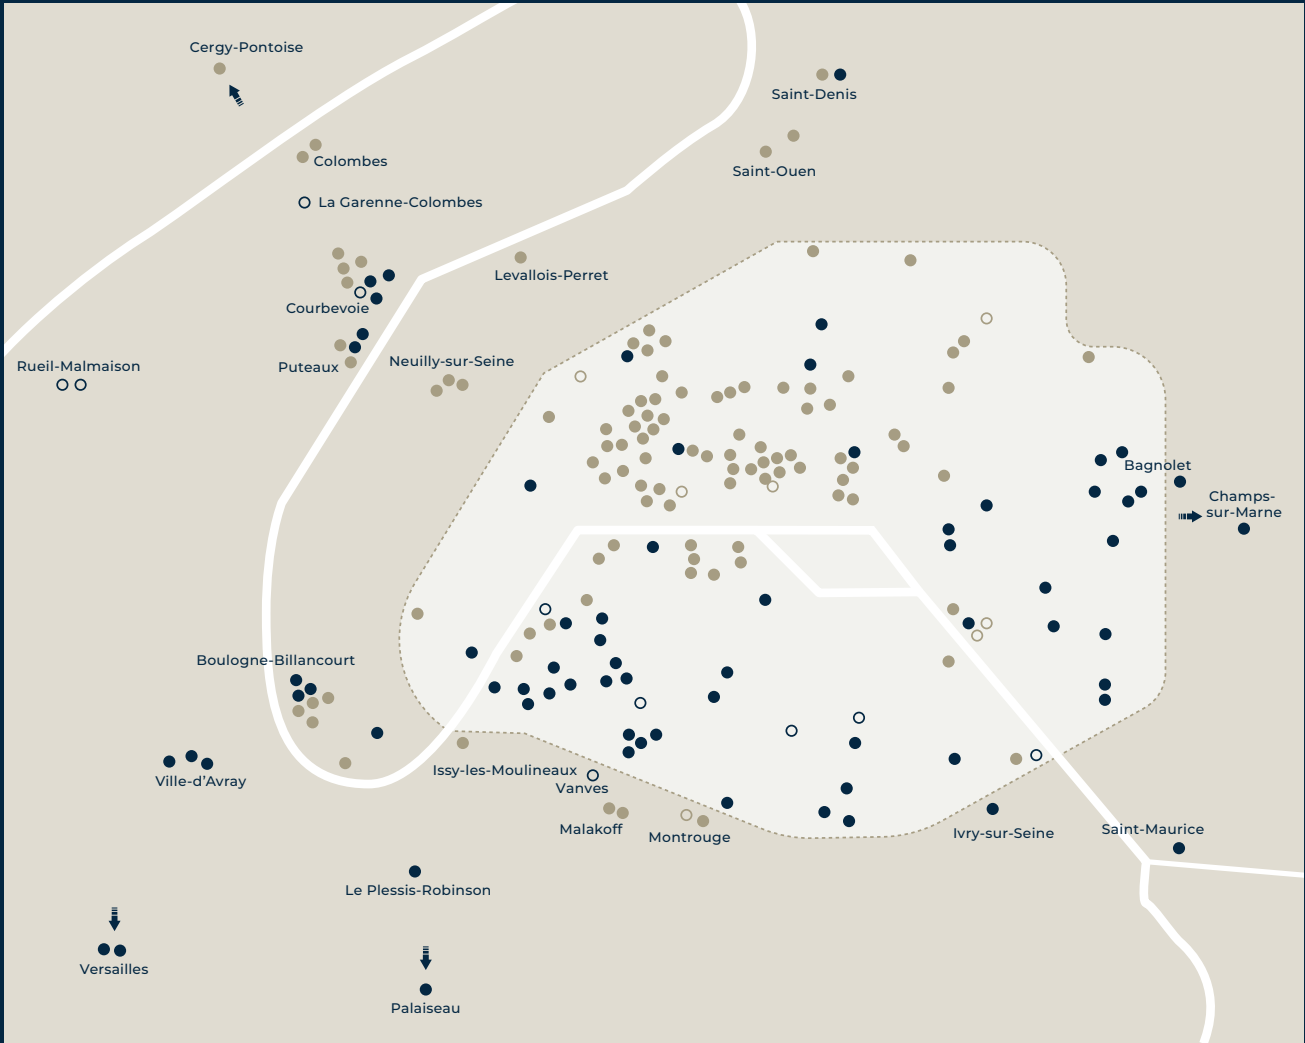 Cergy-Pontoise
Saint-Denis
Colombes
Saint-Ouen
La Garenne-Colombes
Levallois-Perret
Courbevoie
Rueil-Malmaison
Puteaux
Neuilly-sur-Seine
Bagnolet
Champs-
sur-Marne
Boulogne-Billancourt
Issy-les-Moulineaux
Ville-d’Avray
Vanves
Malakoff
Montrouge
Ivry-sur-Seine
Saint-Maurice
Le Plessis-Robinson
Versailles
Palaiseau